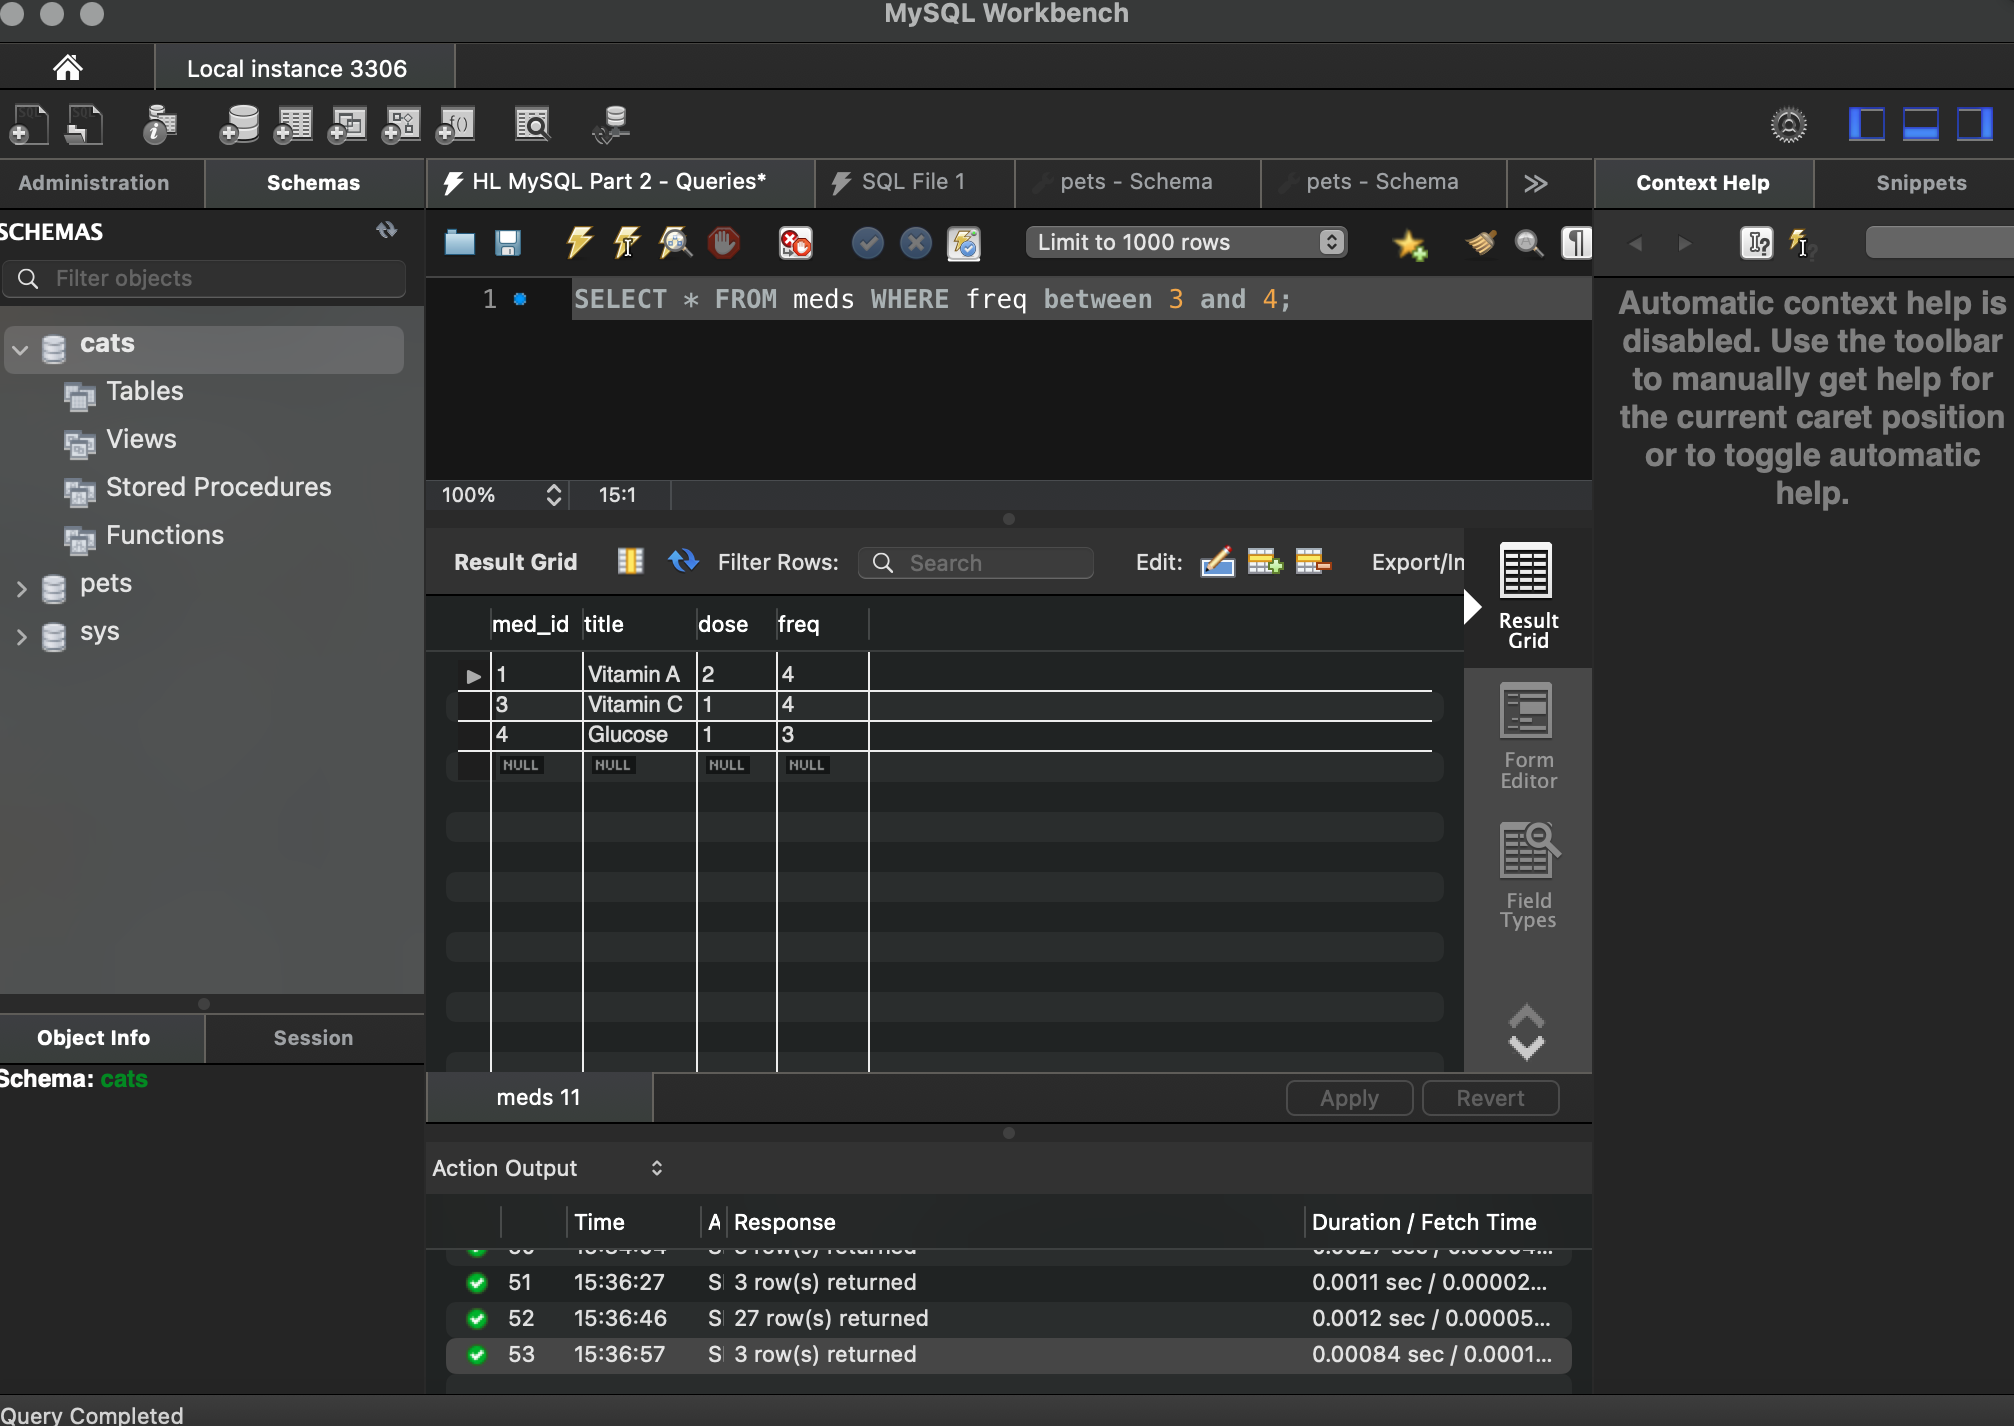 MySQL Workbench
Local instance 3306
Administration
Schemas
HL MySQL Part 2 - Queries*
SQL File 1
pets - Schema
pets - Schema
Context Help
Snippets
SCHEMAS
Filter objects
Limit to 1000 rows
cats
Tables
Views
Stored Procedures
Functions
pets
sys
1 SELECT * FROM meds WHERE freq between 3 and 4;
Automatic context help is
disabled. Use the toolbar
to manually get help for
the current caret position
or to toggle automatic
help.
100% 15:1
Result Grid Filter Rows: Search Edit: Export/In
med_id title dose freq
1 Vitamin A 2 4
3 Vitamin C 1 4
4 Glucose 1 3
NULL NULL NULL NULL
Result
Grid
Form
Editor
Field
Types
Object Info
Session
Schema: cats
meds 11
Apply
Revert
Action Output
Time A Response Duration / Fetch Time
51 15:36:27 S 3 row(s) returned 0.0011 sec / 0.00002...
52 15:36:46 S 27 row(s) returned 0.0012 sec / 0.00005...
53 15:36:57 S 3 row(s) returned 0.00084 sec / 0.0001...
Query Completed